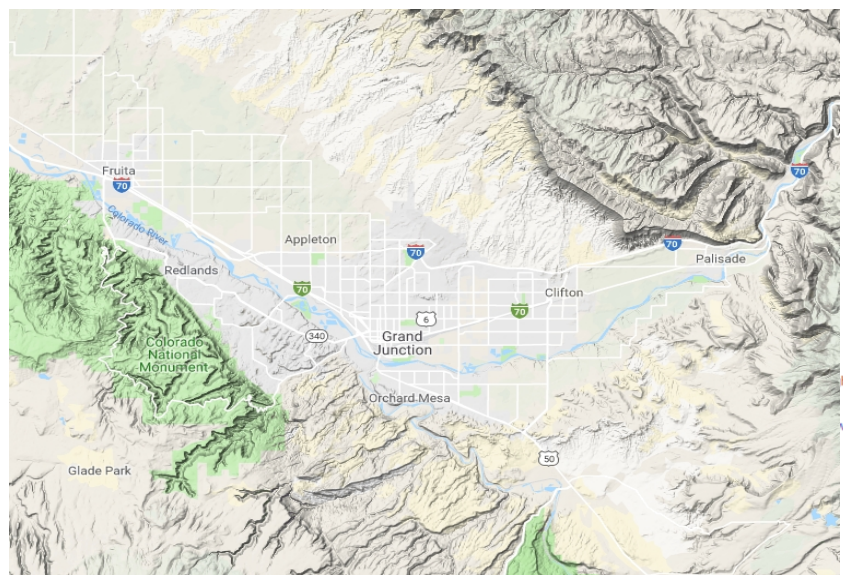 70
Fruita
70
Colorado River
Appleton
70
70
Palisade
Redlands
70
Clifton
70
6
340
Grand
Junction
Colorado
National
Monument
Orchard Mesa
50
Glade Park